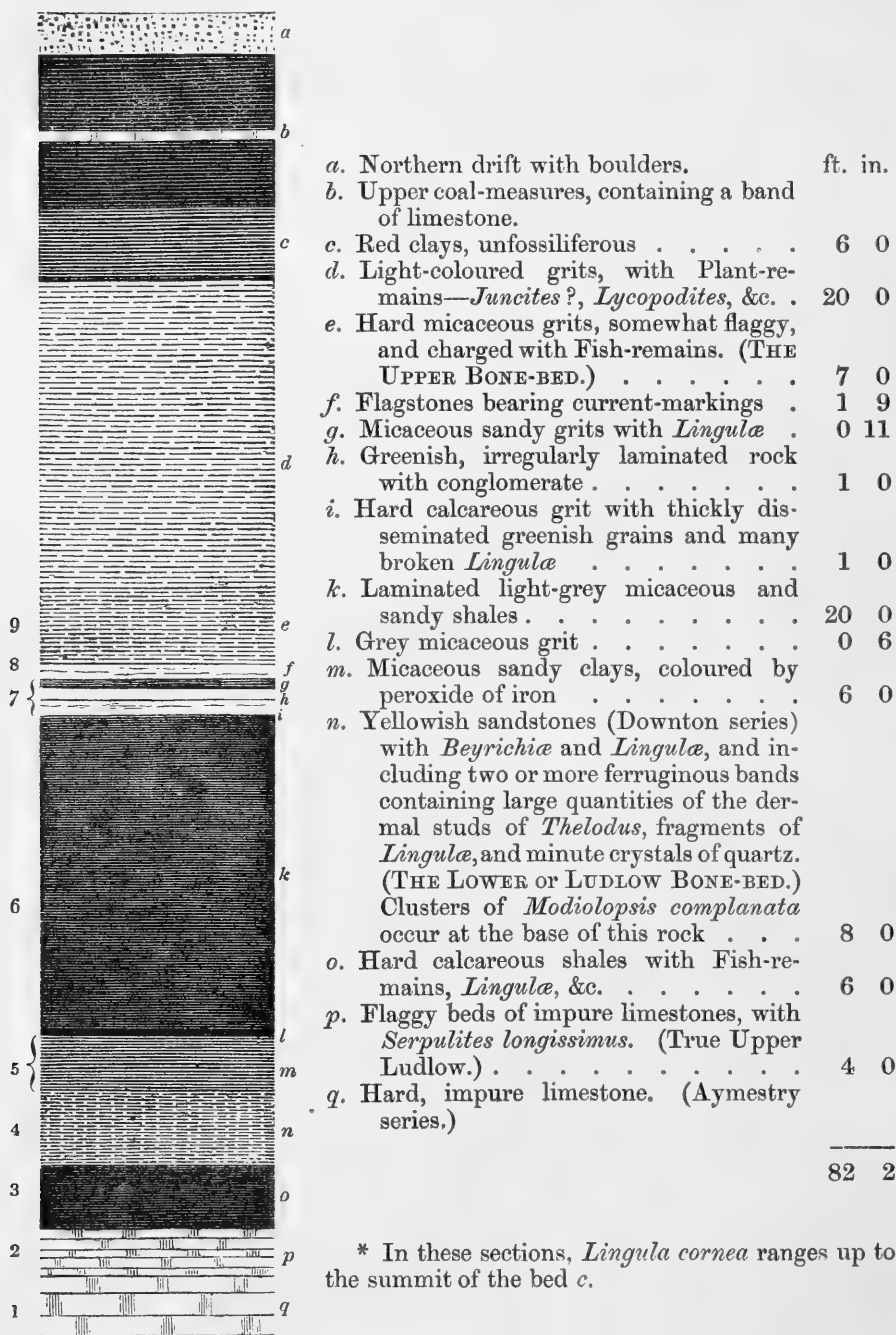 a
b
c
d
9 e
8 f
g
7 h
i
6 k
l
5 m
4 n
3 o
2 p
1 q
a. Northern drift with boulders. ft. in.
b. Upper coal-measures, containing a band
of limestone.
c. Red clays, unfossiliferous . . . . . 6 0
d. Light-coloured grits, with Plant-re-
mains—Juncites ?, Lycopodites, &c. . 20 0
e. Hard micaceous grits, somewhat flaggy,
and charged with Fish-remains. (THE
UPPER BONE-BED.) . . . . . . 7 0
f. Flagstones bearing current-markings . 1 9
g. Micaceous sandy grits with Lingulæ . 0 11
h. Greenish, irregularly laminated rock
with conglomerate . . . . . . . 1 0
i. Hard calcareous grit with thickly dis-
seminated greenish grains and many
broken Lingulæ . . . . . . . 1 0
k. Laminated light-grey micaceous and
sandy shales . . . . . . . . . . 20 0
l. Grey micaceous grit . . . . . . . 0 6
m. Micaceous sandy clays, coloured by
peroxide of iron . . . . . . . 6 0
n. Yellowish sandstones (Downton series)
with Beyrichiæ and Lingulæ, and in-
cluding two or more ferruginous bands
containing large quantities of the der-
mal studs of Thelodus, fragments of
Lingulæ, and minute crystals of quartz.
(THE LOWER or LUDLOW BONE-BED.)
Clusters of Modiolopsis complanata
occur at the base of this rock . . . 8 0
o. Hard calcareous shales with Fish-re-
mains, Lingulæ, &c. . . . . . . . 6 0
p. Flaggy beds of impure limestones, with
Serpulites longissimus. (True Upper
Ludlow.) . . . . . . . . . . . 4 0
q. Hard, impure limestone. (Aymestry
series.)
82 2
* In these sections, Lingula cornea ranges up to
the summit of the bed c.